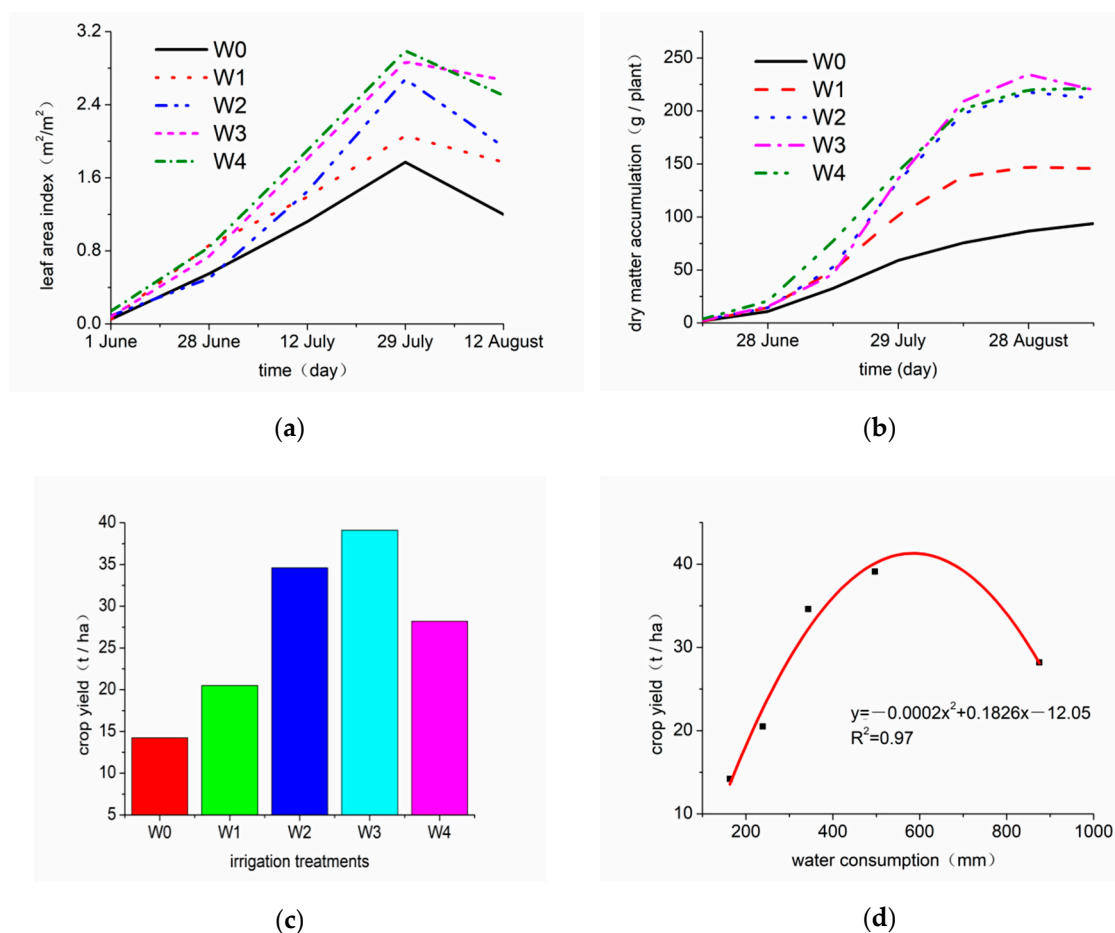 3.2
2.4
1.6
0.8
0.0
leaf area index（m²/m²）
W0
W1
W2
W3
W4
1 June 28 June 12 July 29 July 12 August
time（day）
(a)
250
200
150
100
50
0
dry matter accumulation（g / plant）
W0
W1
W2
W3
W4
28 June 29 July 28 August
time (day)
(b)
40
35
30
25
20
15
10
5
crop yield（t / ha）
W0 W1 W2 W3 W4
irrigation treatments
(c)
40
30
20
10
crop yield（t / ha）
y=－0.0002x²+0.1826x－12.05
R²=0.97
200 400 600 800 1000
water consumption（mm）
(d)